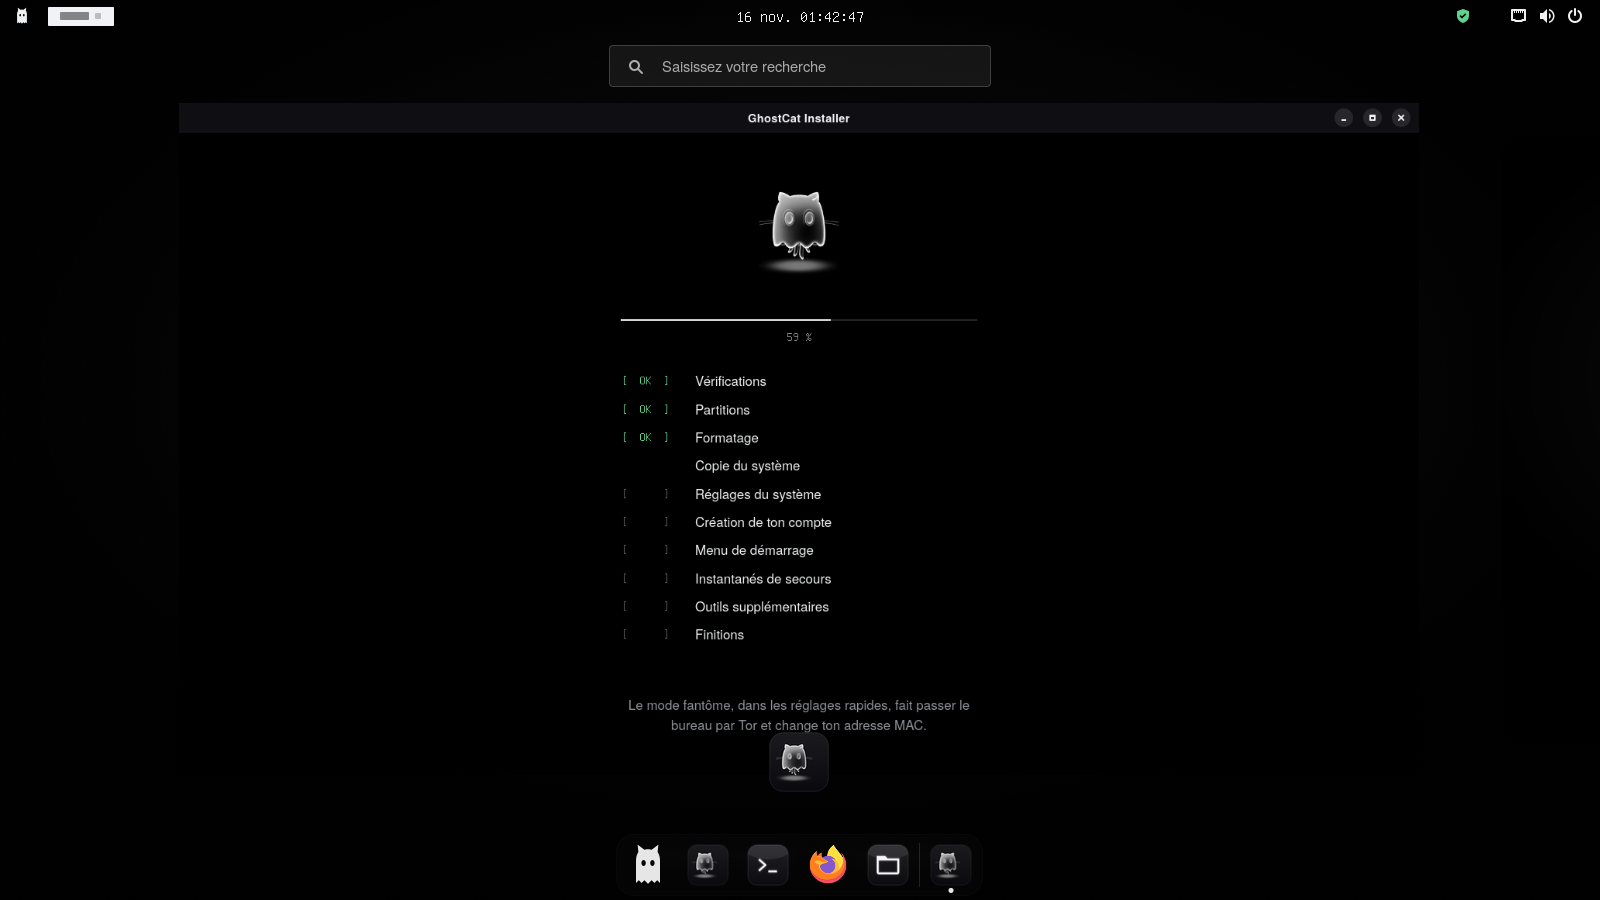 16 nov. 01:42:47
Saisissez votre recherche
GhostCat Installer
59 %
[ OK ] Vérifications
[ OK ] Partitions
[ OK ] Formatage
Copie du système
[ ] Réglages du système
[ ] Création de ton compte
[ ] Menu de démarrage
[ ] Instantanés de secours
[ ] Outils supplémentaires
[ ] Finitions
Le mode fantôme, dans les réglages rapides, fait passer le
bureau par Tor et change ton adresse MAC.